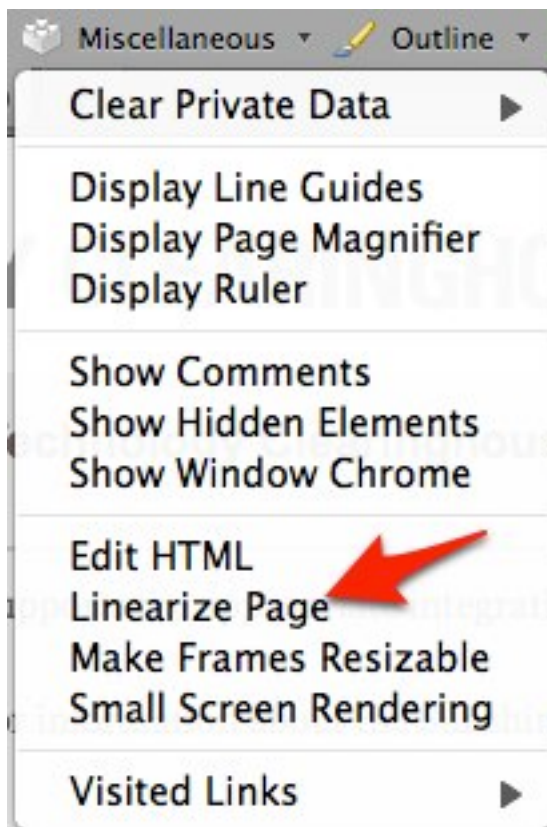 Miscellaneous Outline
Clear Private Data
Display Line Guides
Display Page Magnifier
Display Ruler
Show Comments
Show Hidden Elements
Show Window Chrome
Edit HTML
Linearize Page
Make Frames Resizable
Small Screen Rendering
Visited Links